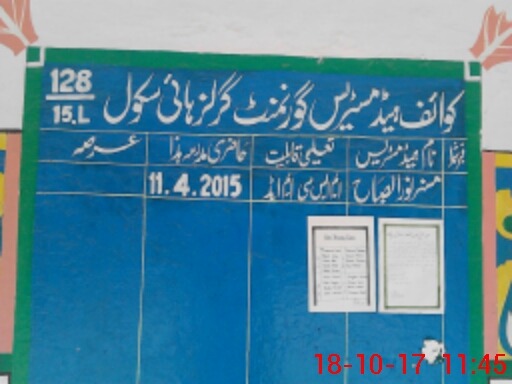 کوائف ہیڈ مسٹریس گورنمنٹ گرلز ہائی سکول 128/15.L
نمبر شمار نام ہیڈ مسٹریس تعلیمی قابلیت حاضری مدرسہ ہذا عرصہ
مسز نور الصباح ایم ایس سی ایم ایڈ 11.4.2015
18-10-17 11:45